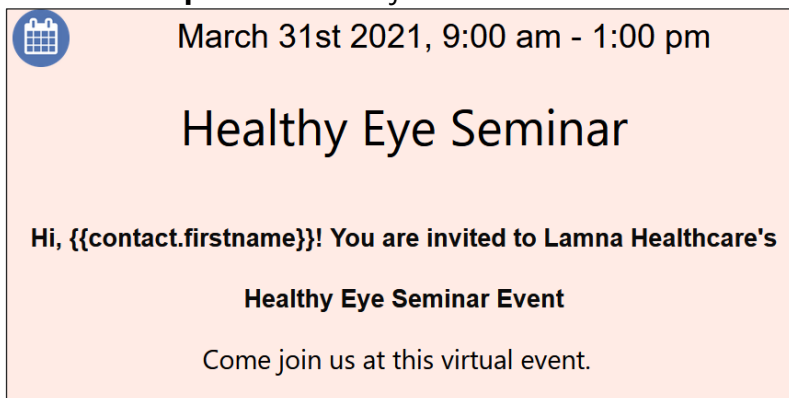 March 31st 2021, 9:00 am - 1:00 pm
Healthy Eye Seminar
Hi, {{contact.firstname}}! You are invited to Lamna Healthcare's
Healthy Eye Seminar Event
Come join us at this virtual event.